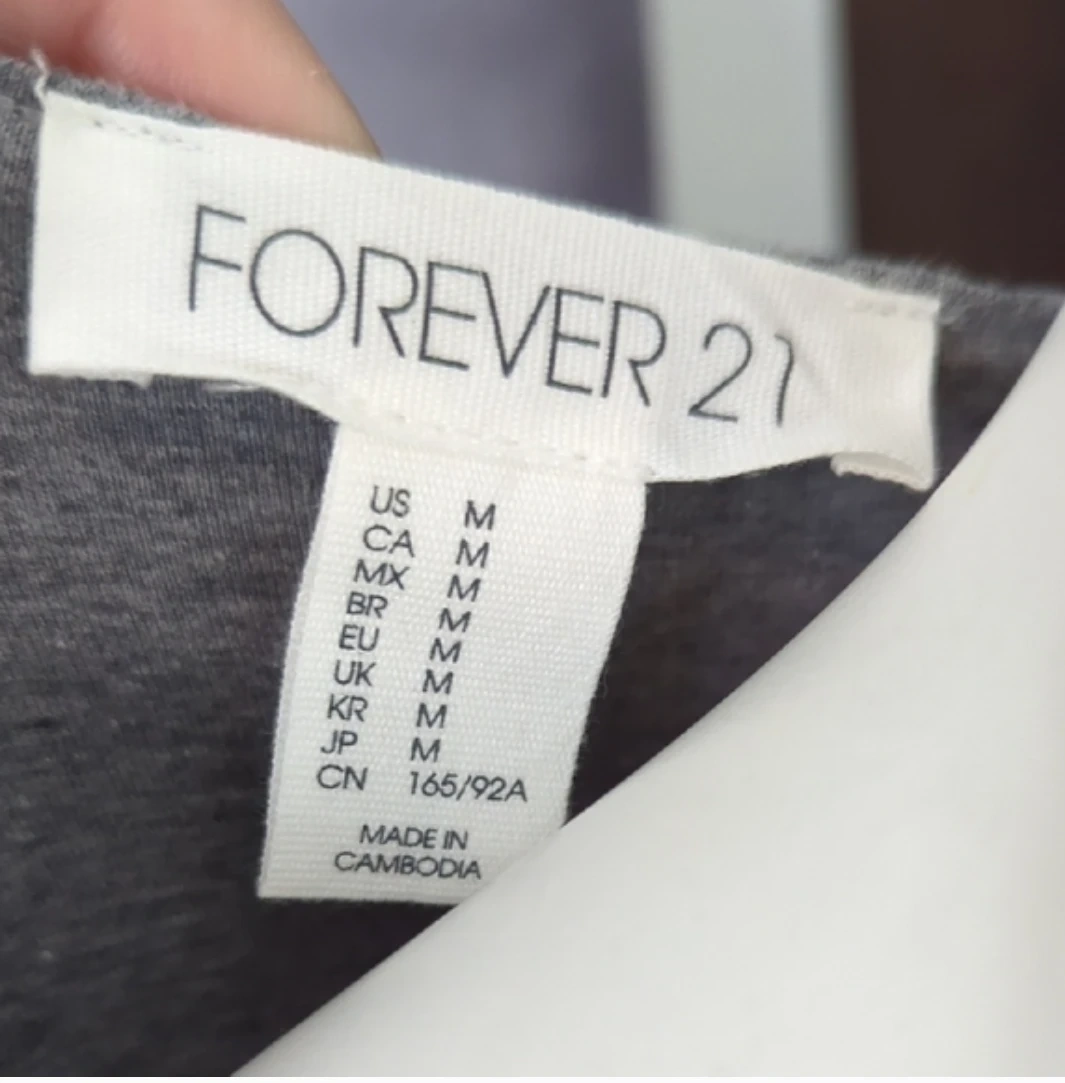 FOREVER 21
US M
CA M
MX M
BR M
EU M
UK M
KR M
JP M
CN 165/92A
MADE IN
CAMBODIA